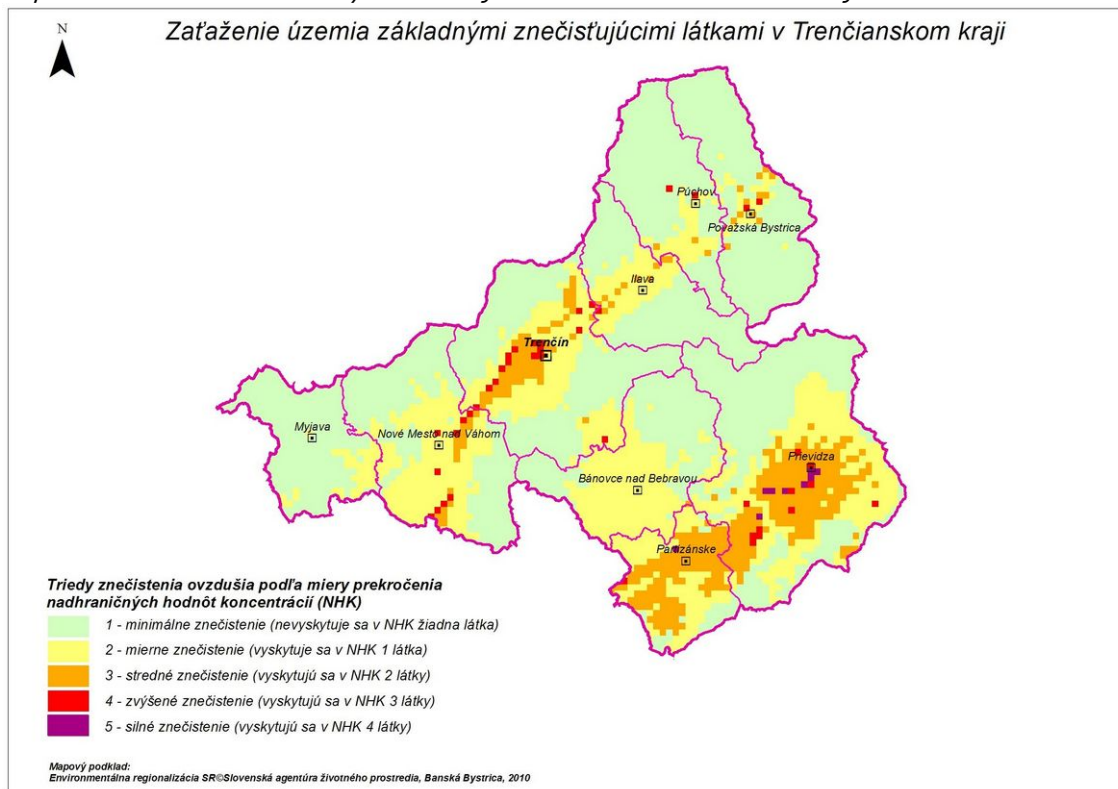 Zaťaženie územia základnými znečisťujúcimi látkami v Trenčianskom kraji
N
Púchov
Považská Bystrica
Ilava
Trenčín
Myjava
Nové Mesto nad Váhom
Prievidza
Bánovce nad Bebravou
Partizánske
Triedy znečistenia ovzdušia podľa miery prekročenia
nadhraničných hodnôt koncentrácií (NHK)
1 - minimálne znečistenie (nevyskytuje sa v NHK žiadna látka)
2 - mierne znečistenie (vyskytuje sa v NHK 1 látka)
3 - stredné znečistenie (vyskytujú sa v NHK 2 látky)
4 - zvýšené znečistenie (vyskytujú sa v NHK 3 látky)
5 - silné znečistenie (vyskytujú sa v NHK 4 látky)
Mapový podklad:
Environmentálna regionalizácia SR©Slovenská agentúra životného prostredia, Banská Bystrica, 2010